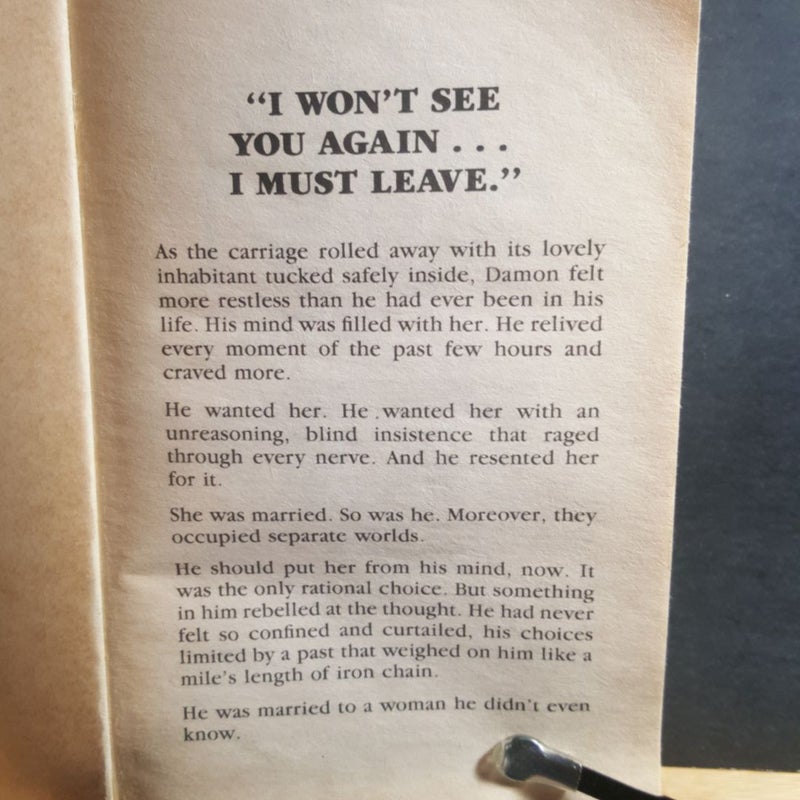 “I WON’T SEE
YOU AGAIN . . .
I MUST LEAVE.”
As the carriage rolled away with its lovely
inhabitant tucked safely inside, Damon felt
more restless than he had ever been in his
life. His mind was filled with her. He relived
every moment of the past few hours and
craved more.
He wanted her. He wanted her with an
unreasoning, blind insistence that raged
through every nerve. And he resented her
for it.
She was married. So was he. Moreover, they
occupied separate worlds.
He should put her from his mind, now. It
was the only rational choice. But something
in him rebelled at the thought. He had never
felt so confined and curtailed, his choices
limited by a past that weighed on him like a
mile’s length of iron chain.
He was married to a woman he didn’t even
know.